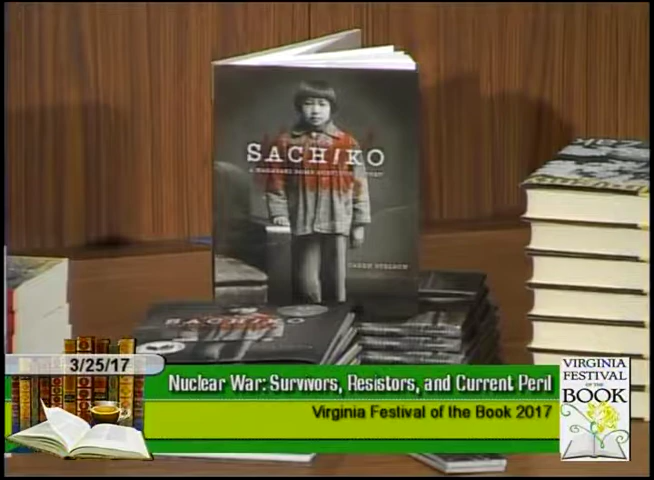 SACHIKO
A NAGASAKI BOMB SURVIVOR'S STORY
CAREN STELSON
SACHIKO
3/25/17
Nuclear War: Survivors, Resistors, and Current Peril
Virginia Festival of the Book 2017
VIRGINIA
FESTIVAL
OF THE
BOOK